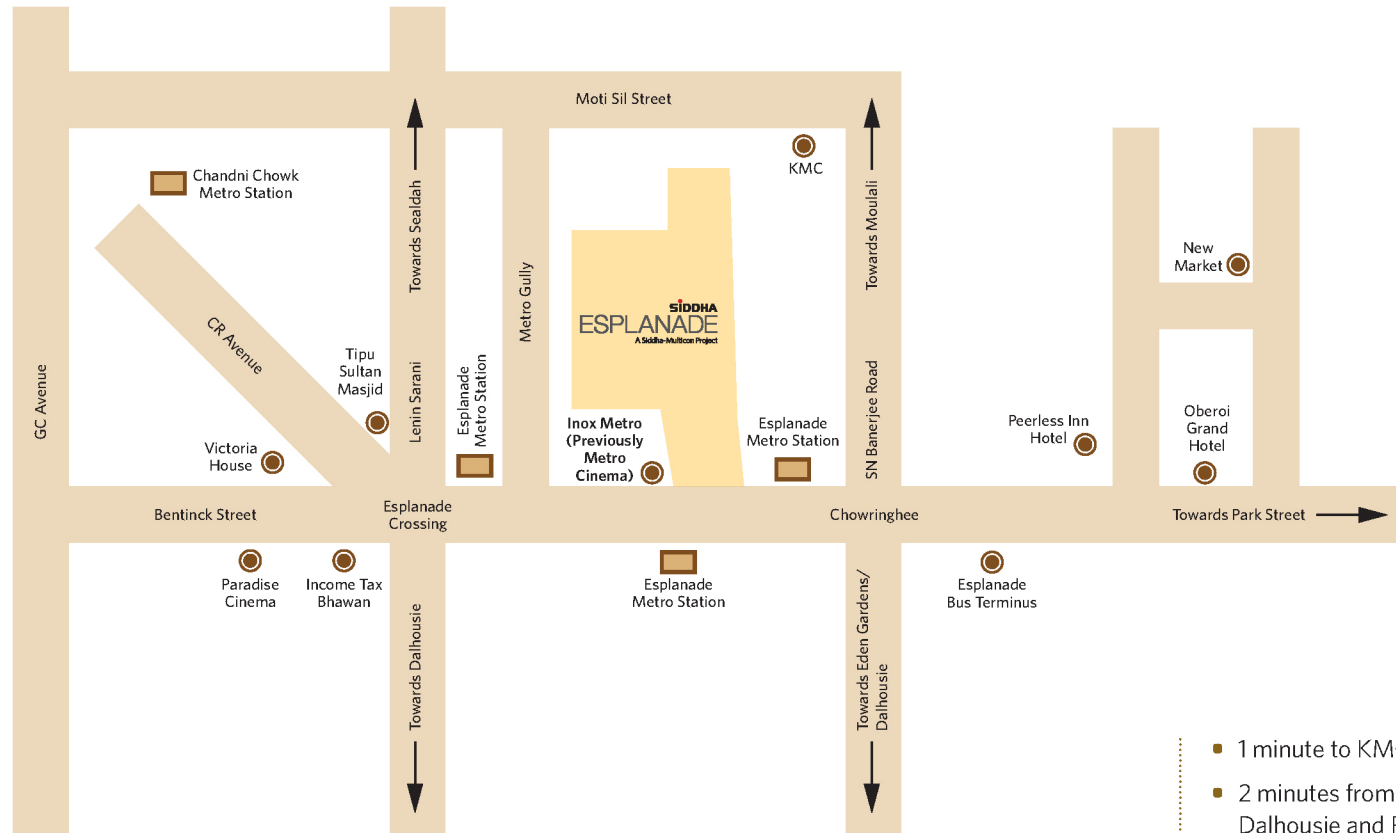 Moti Sil Street
KMC
Chandni Chowk
Metro Station
Towards Sealdah
Towards Moulali
New
Market
Metro Gully
SIDDHA
ESPLANADE
A Siddha-Multicon Project
CR Avenue
GC Avenue
Tipu
Sultan
Masjid
Lenin Sarani
Esplanade
Metro Station
Inox Metro
(Previously
Metro
Cinema)
Esplanade
Metro Station
SN Banerjee Road
Peerless Inn
Hotel
Oberoi
Grand
Hotel
Victoria
House
Bentinck Street
Esplanade
Crossing
Chowringhee
Towards Park Street
Paradise
Cinema
Income Tax
Bhawan
Esplanade
Metro Station
Esplanade
Bus Terminus
Towards Dalhousie
Towards Eden Gardens/
Dalhousie
1 minute to KM
2 minutes from
Dalhousie and